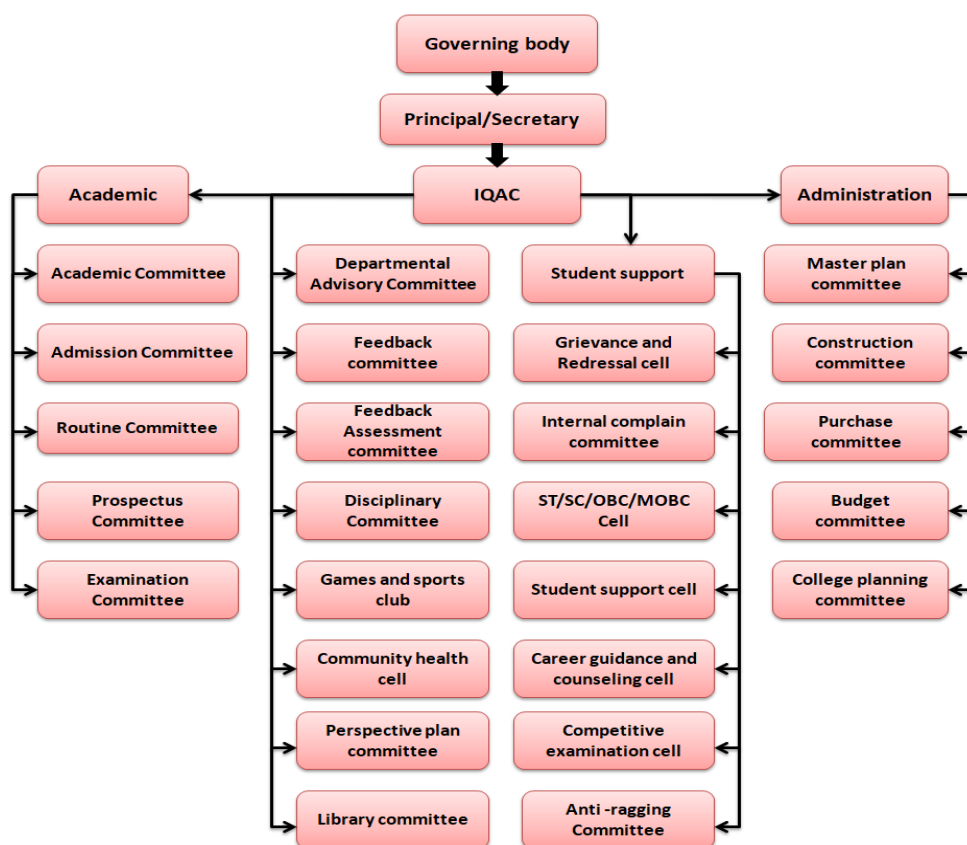 Governing body
Principal/Secretary
Academic
IQAC
Administration
Academic Committee
Departmental
Advisory Committee
Student support
Master plan
committee
Admission Committee
Feedback
committee
Grievance and
Redressal cell
Construction
committee
Routine Committee
Feedback
Assessment
committee
Internal complain
committee
Purchase
committee
Prospectus
Committee
Disciplinary
Committee
ST/SC/OBC/MOBC
Cell
Budget
committee
Examination
Committee
Games and sports
club
Student support cell
College planning
committee
Community health
cell
Career guidance and
counseling cell
Perspective plan
committee
Competitive
examination cell
Library committee
Anti -ragging
Committee